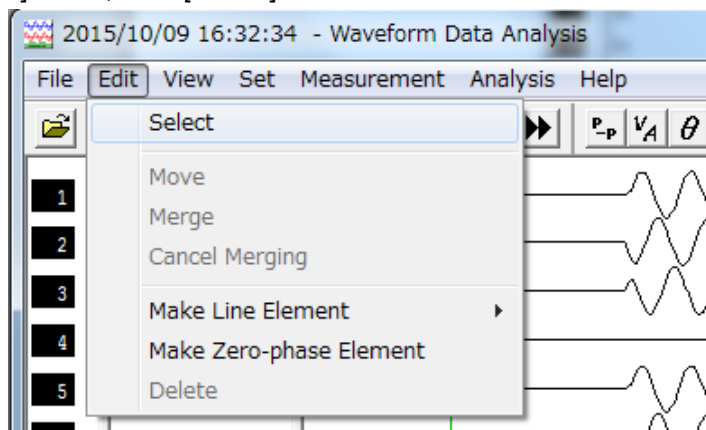 2015/10/09 16:32:34 - Waveform Data Analysis
File Edit View Set Measurement Analysis Help
P-P VA θ
Select
Move
1
Merge
2
Cancel Merging
3
Make Line Element
4
Make Zero-phase Element
5
Delete